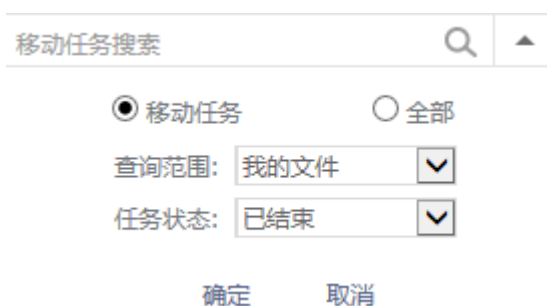 移动任务搜索
移动任务 全部
查询范围: 我的文件
任务状态: 已结束
确定 取消